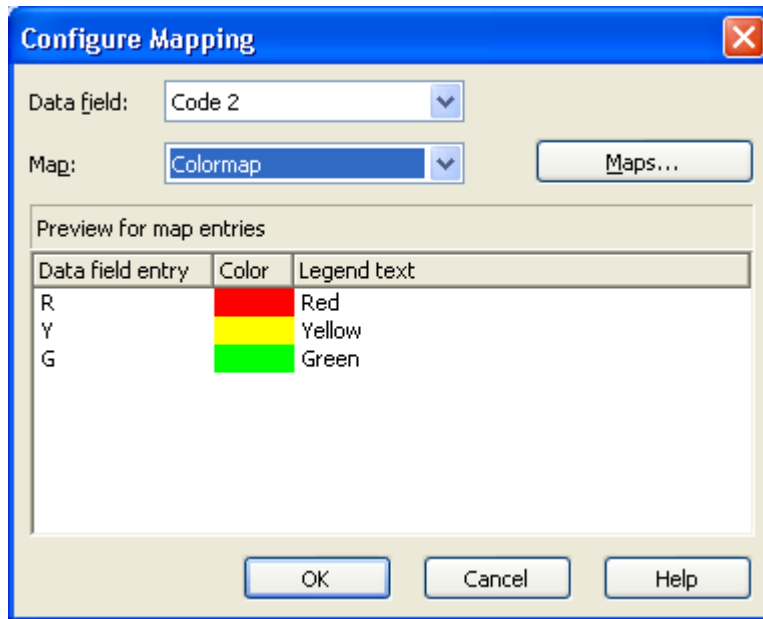 Configure Mapping
Data field: Code 2
Map: Colormap Maps...
Preview for map entries
Data field entry Color Legend text
R Red
Y Yellow
G Green
OK Cancel Help